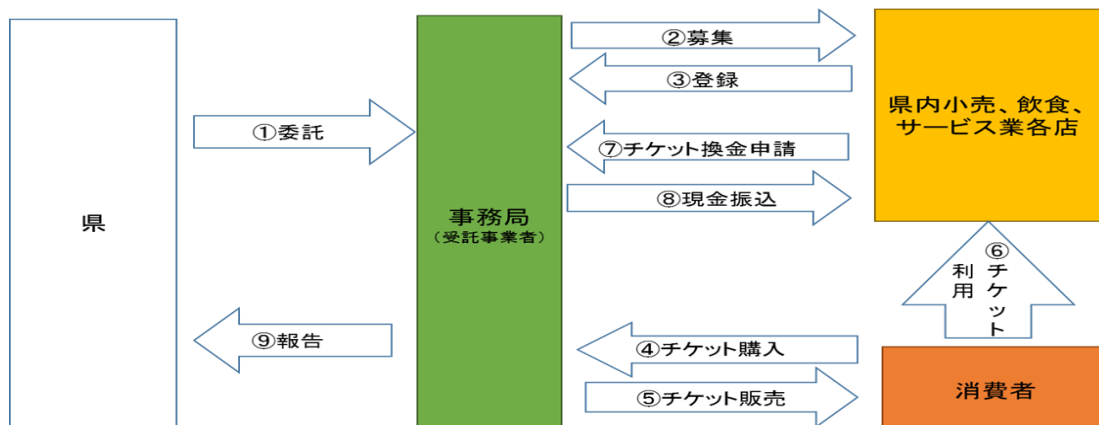 県
①委託
⑨報告
事務局
（受託事業者）
②募集
③登録
⑦チケット換金申請
⑧現金振込
④チケット購入
⑤チケット販売
県内小売、飲食、
サービス業各店
⑥チケット
利用
消費者